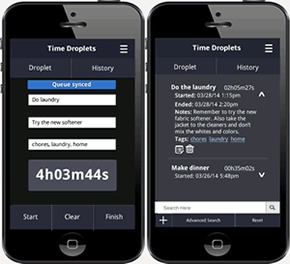 Time Droplets
Droplet History
Queue synced
Do laundry
Try the new softener
chores, laundry, home
4h03m44s
Start Clear Finish
Time Droplets
Droplet History
Do the laundry 02h05m27s
Started: 03/28/14 1:15pm
Ended: 03/28/14 2:20pm
Notes: Remember to try the new
fabric softener. Also take the
jacket to the cleaners and don't
mix the whites and colors.
Tags: chores laundry home
Make dinner 00h35m02s
Started: 03/26/14 5:48pm
Search Here
Advanced Search Reset